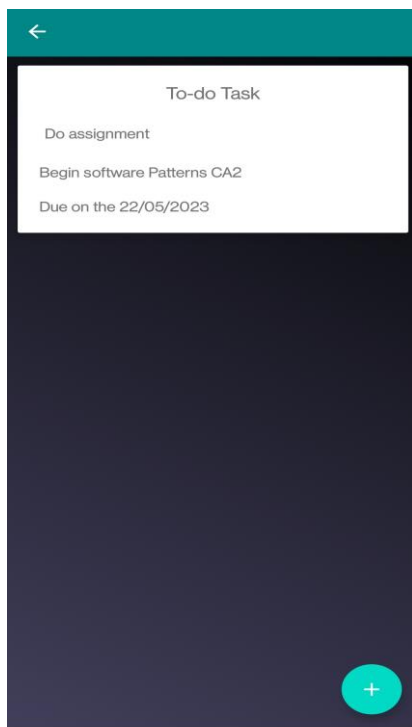 To-do Task
Do assignment
Begin software Patterns CA2
Due on the 22/05/2023